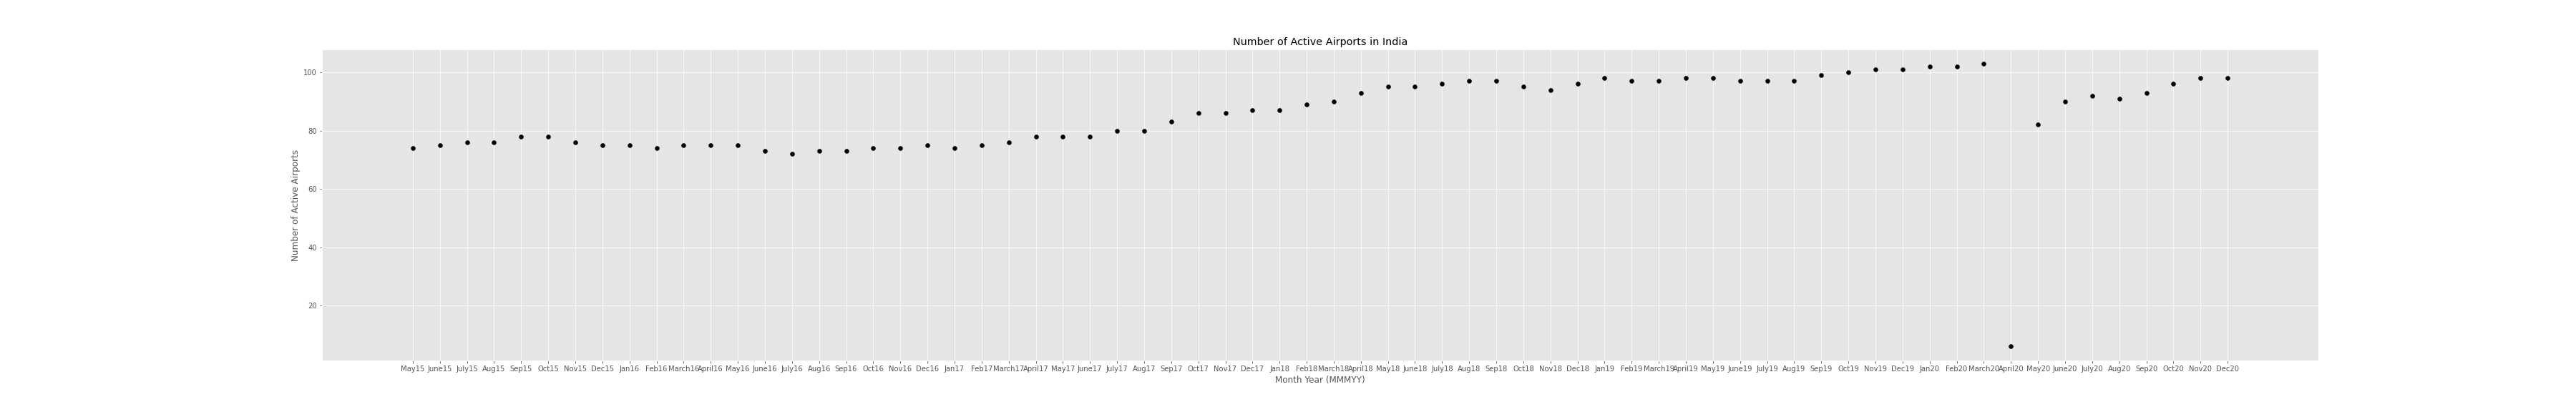 Number of Active Airports in India
100
80
60
40
20
Number of Active Airports
May15 June15 July15 Aug15 Sep15 Oct15 Nov15 Dec15 Jan16 Feb16 March16 April16 May16 June16 July16 Aug16 Sep16 Oct16 Nov16 Dec16 Jan17 Feb17 March17 April17 May17 June17 July17 Aug17 Sep17 Oct17 Nov17 Dec17 Jan18 Feb18 March18 April18 May18 June18 July18 Aug18 Sep18 Oct18 Nov18 Dec18 Jan19 Feb19 March19 April19 May19 June19 July19 Aug19 Sep19 Oct19 Nov19 Dec19 Jan20 Feb20 March20 April20 May20 June20 July20 Aug20 Sep20 Oct20 Nov20 Dec20
Month Year (MMMYY)